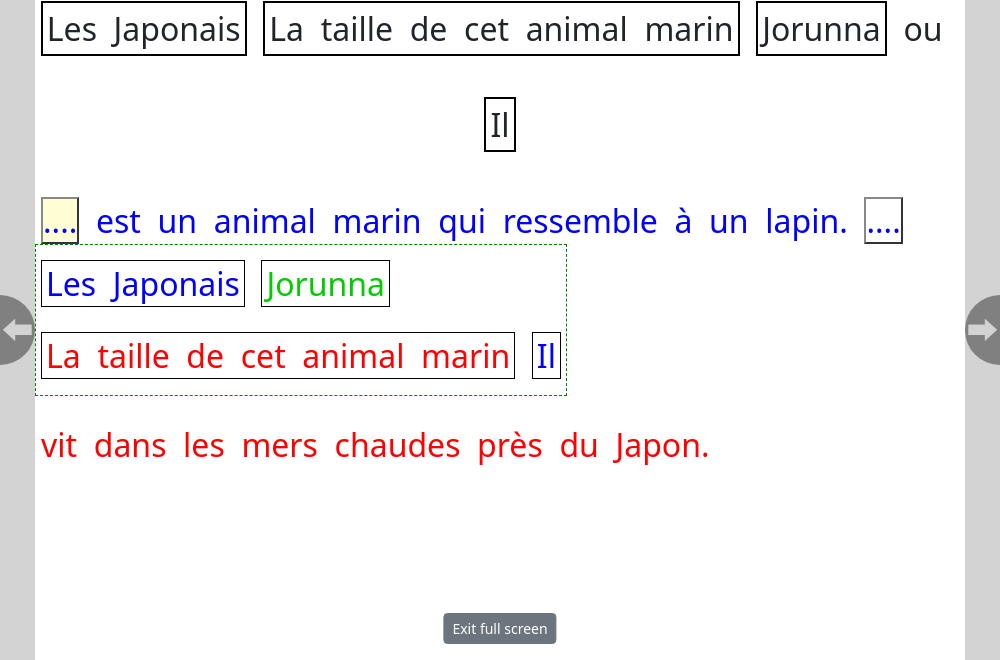 Les Japonais La taille de cet animal marin Jorunna ou
Il
.... est un animal marin qui ressemble à un lapin. ....
Les Japonais Jorunna
La taille de cet animal marin Il
vit dans les mers chaudes près du Japon.
Exit full screen